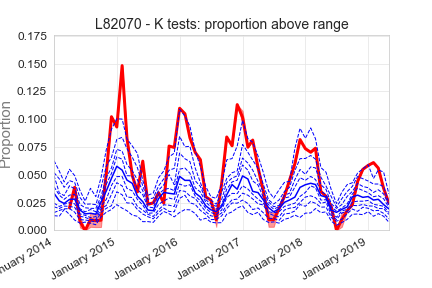 L82070 - K tests: proportion above range
Proportion
0.175
0.150
0.125
0.100
0.075
0.050
0.025
0.000
nuary 2014
January 2015
January 2016
January 2017
January 2018
January 2019